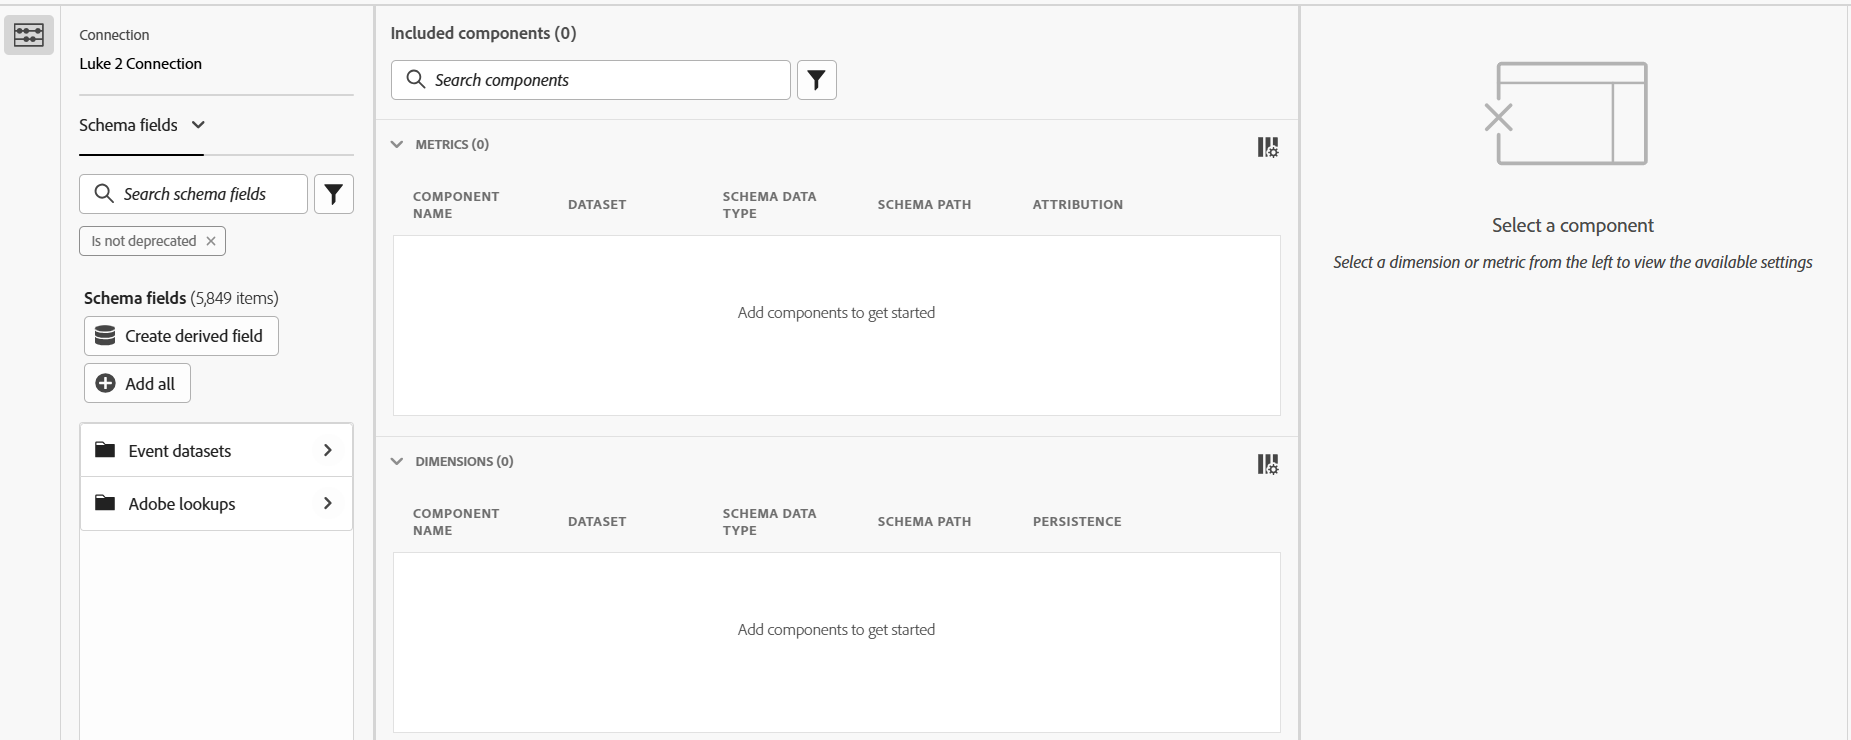 Connection
Luke 2 Connection
Schema fields
Search schema fields
Is not deprecated
Schema fields (5,849 items)
Create derived field
Add all
Event datasets
Adobe lookups
Included components (0)
Search components
METRICS (0)
COMPONENT NAME
DATASET
SCHEMA DATA TYPE
SCHEMA PATH
ATTRIBUTION
Add components to get started
DIMENSIONS (0)
COMPONENT NAME
DATASET
SCHEMA DATA TYPE
SCHEMA PATH
PERSISTENCE
Add components to get started
Select a component
Select a dimension or metric from the left to view the available settings